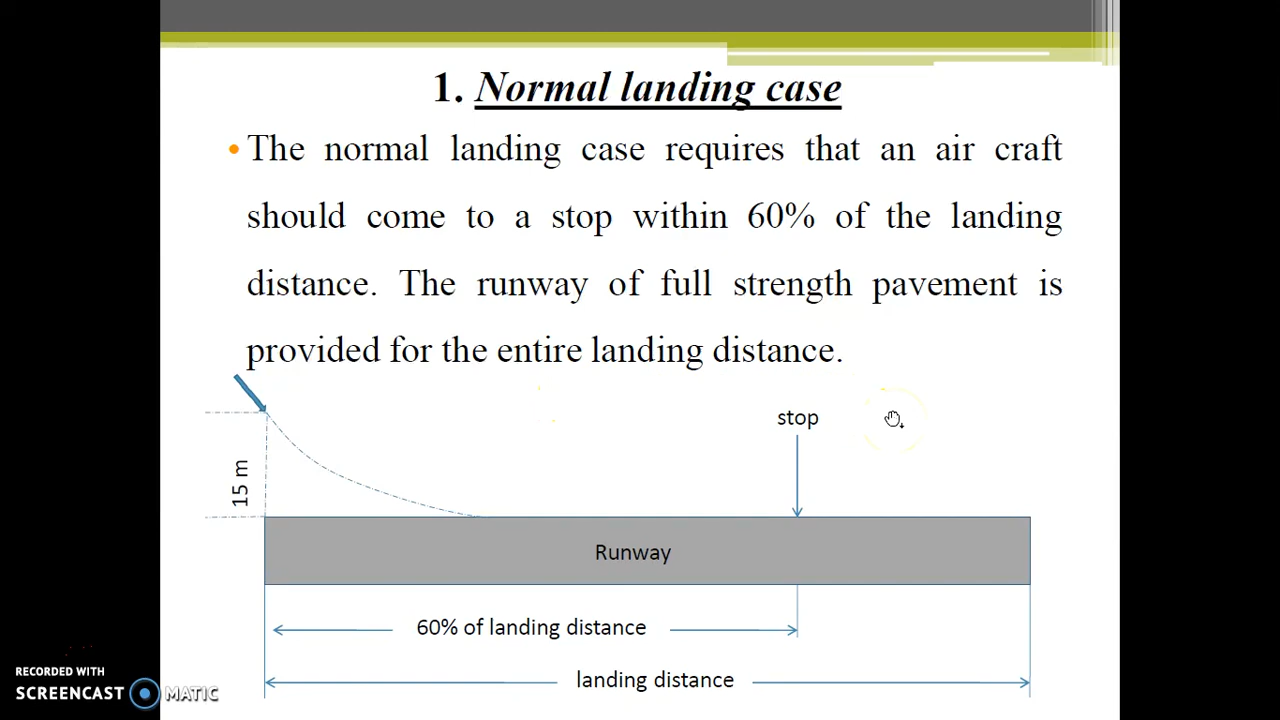 1. Normal landing case
• The normal landing case requires that an air craft
should come to a stop within 60% of the landing
distance. The runway of full strength pavement is
provided for the entire landing distance.
stop
15 m
Runway
60% of landing distance
landing distance
RECORDED WITH
SCREENCAST MATIC